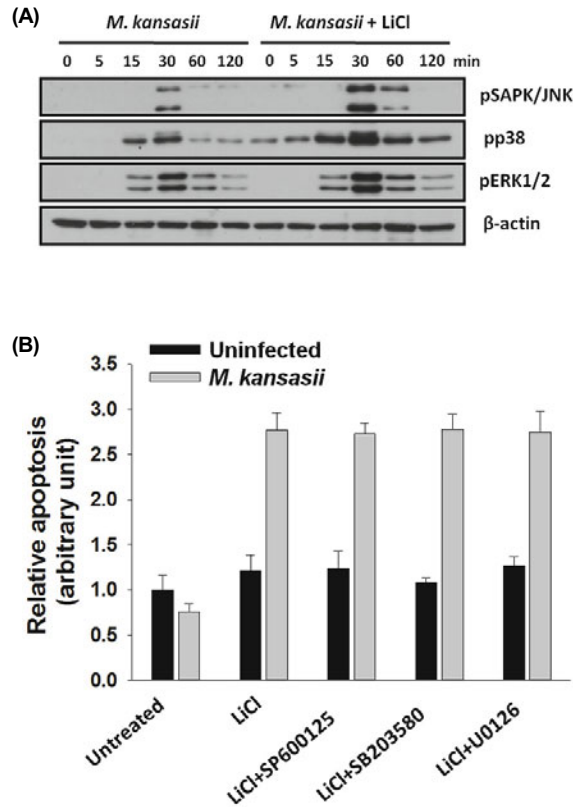 (A)
M. kansasii M. kansasii + LiCl
0 5 15 30 60 120 0 5 15 30 60 120 min
pSAPK/JNK
pp38
pERK1/2
β-actin
(B)
Uninfected
M. kansasii
Relative apoptosis
(arbitrary unit)
3.5
3.0
2.5
2.0
1.5
1.0
0.5
0.0
Untreated
LiCl
LiCl+SP600125
LiCl+SB203580
LiCl+U0126